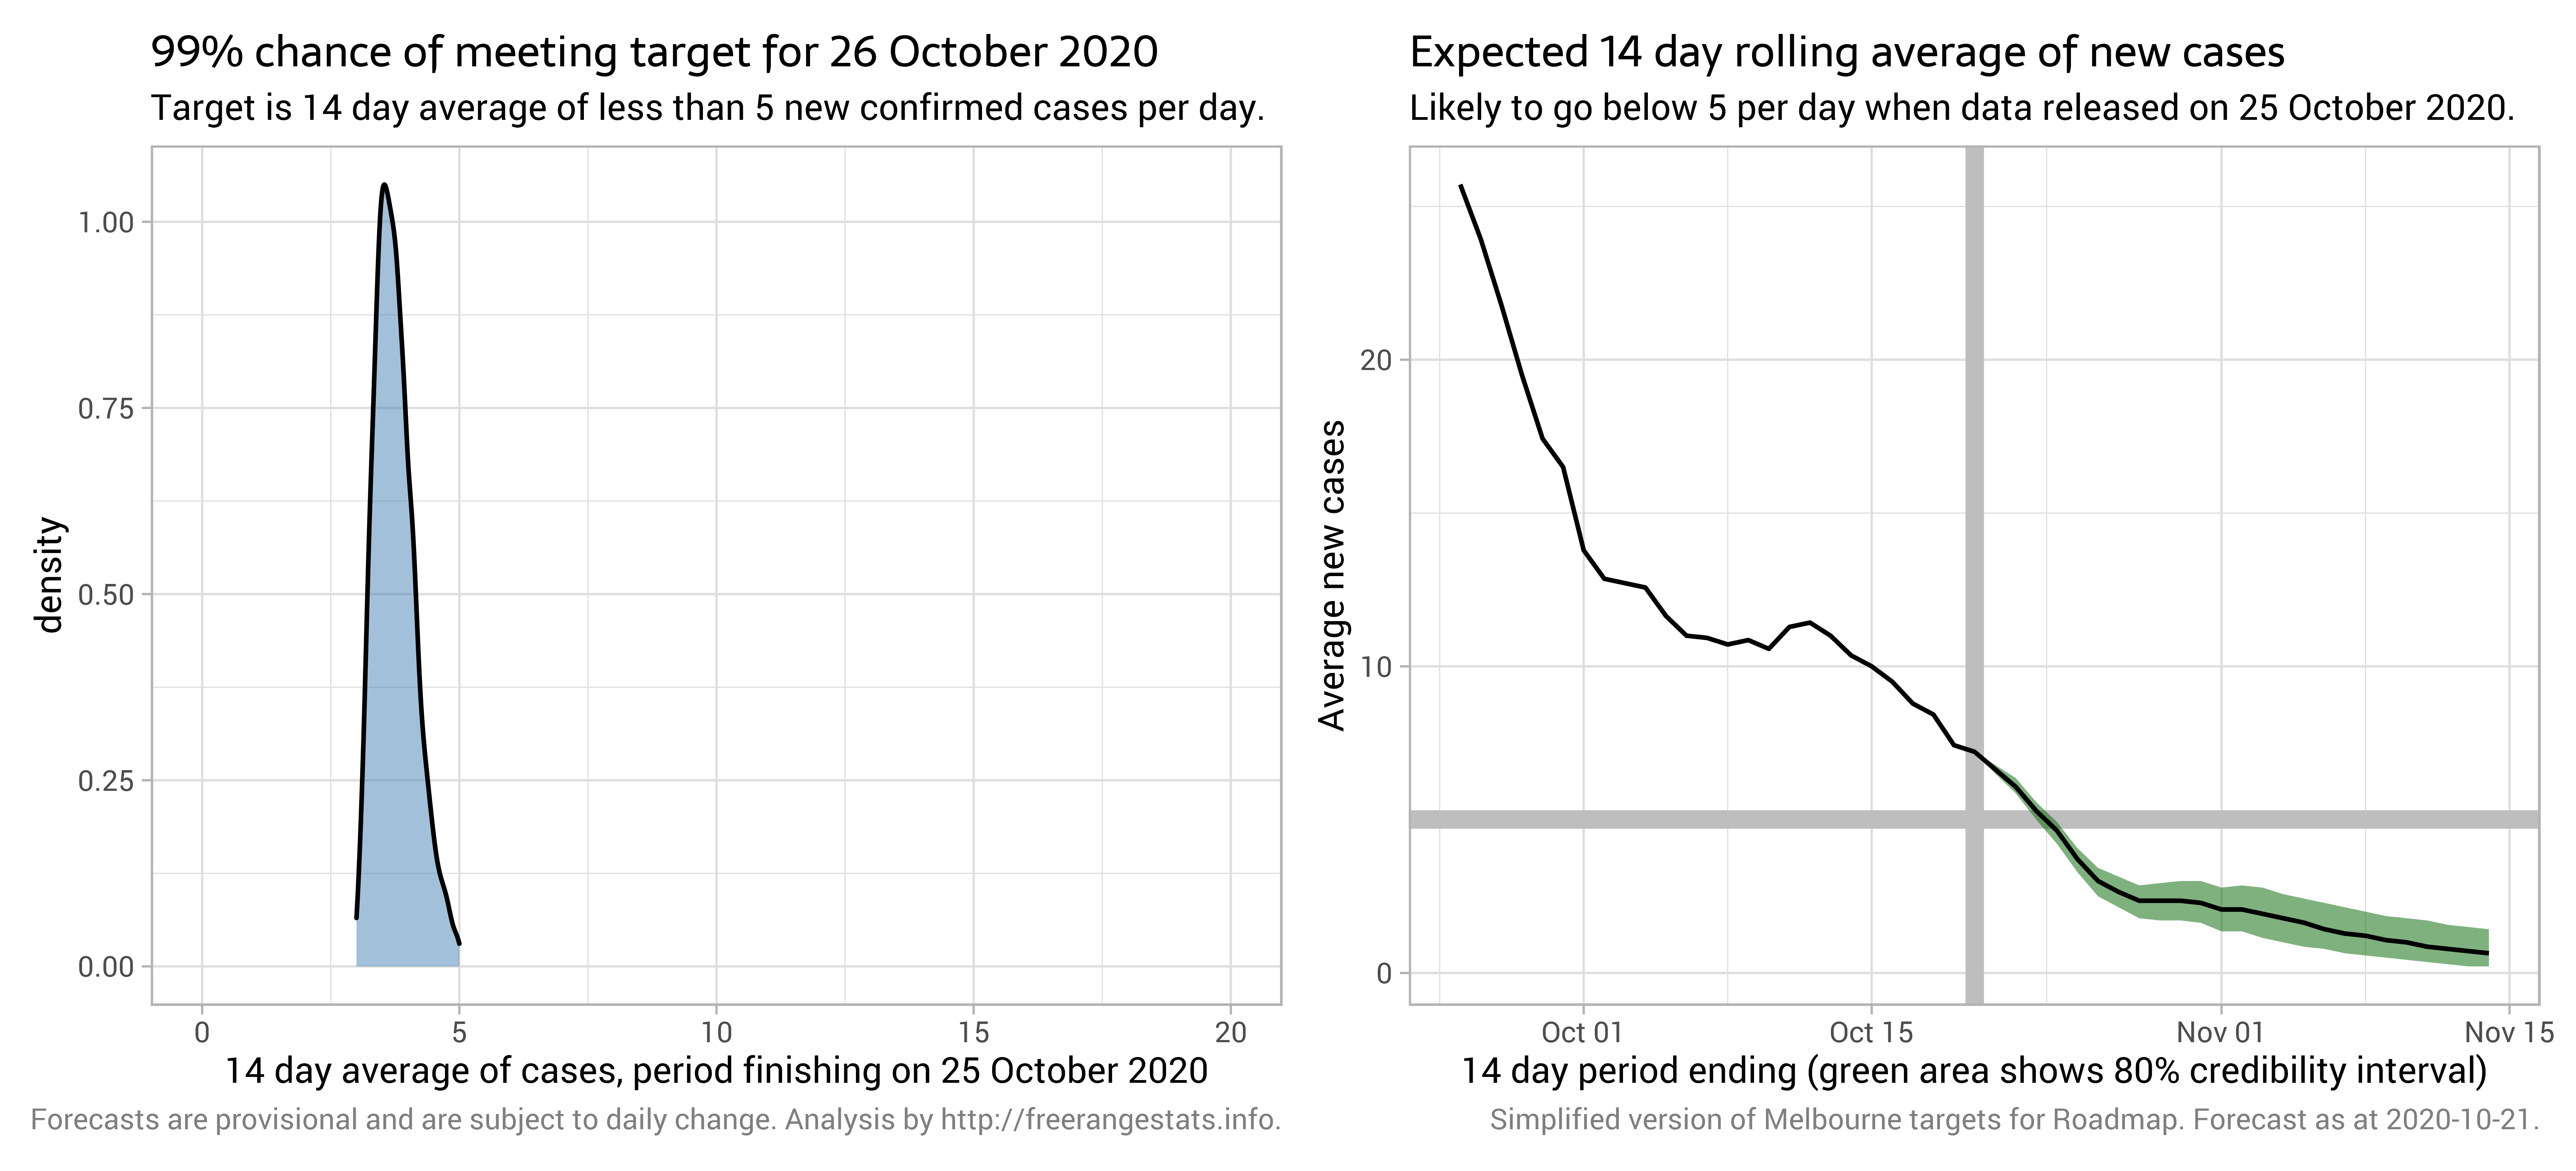 99% chance of meeting target for 26 October 2020
Target is 14 day average of less than 5 new confirmed cases per day.
density
1.00
0.75
0.50
0.25
0.00
0 5 10 15 20
14 day average of cases, period finishing on 25 October 2020
Forecasts are provisional and are subject to daily change. Analysis by http://freerangestats.info.
Expected 14 day rolling average of new cases
Likely to go below 5 per day when data released on 25 October 2020.
Average new cases
20
10
0
Oct 01 Oct 15 Nov 01 Nov 15
14 day period ending (green area shows 80% credibility interval)
Simplified version of Melbourne targets for Roadmap. Forecast as at 2020-10-21.